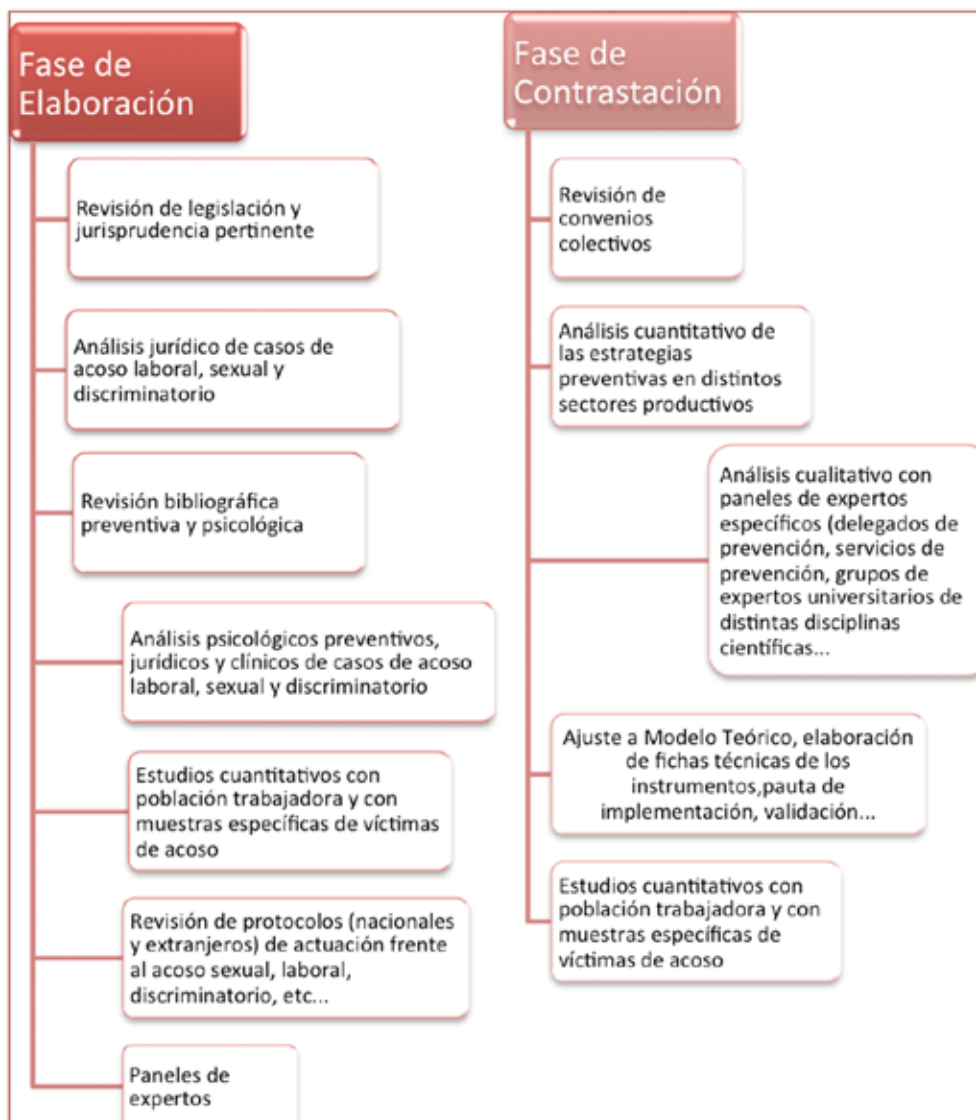 Fase de
Elaboración
Revisión de legislación y
jurisprudencia pertinente
Análisis jurídico de casos de
acoso laboral, sexual y
discriminatorio
Revisión bibliográfica
preventiva y psicológica
Análisis psicológicos preventivos,
jurídicos y clínicos de casos de acoso
laboral, sexual y discriminatorio
Estudios cuantitativos con
población trabajadora y con
muestras específicas de víctimas
de acoso
Revisión de protocolos (nacionales
y extranjeros) de actuación frente
al acoso sexual, laboral,
discriminatorio, etc...
Paneles de
expertos
Fase de
Contrastación
Revisión de
convenios
colectivos
Análisis cuantitativo de
las estrategias
preventivas en distintos
sectores productivos
Análisis cualitativo con
paneles de expertos
específicos (delegados de
prevención, servicios de
prevención, grupos de
expertos universitarios de
distintas disciplinas
científicas...
Ajuste a Modelo Teórico, elaboración
de fichas técnicas de los
instrumentos,pauta de
implementación, validación...
Estudios cuantitativos con
población trabajadora y con
muestras específicas de
víctimas de acoso